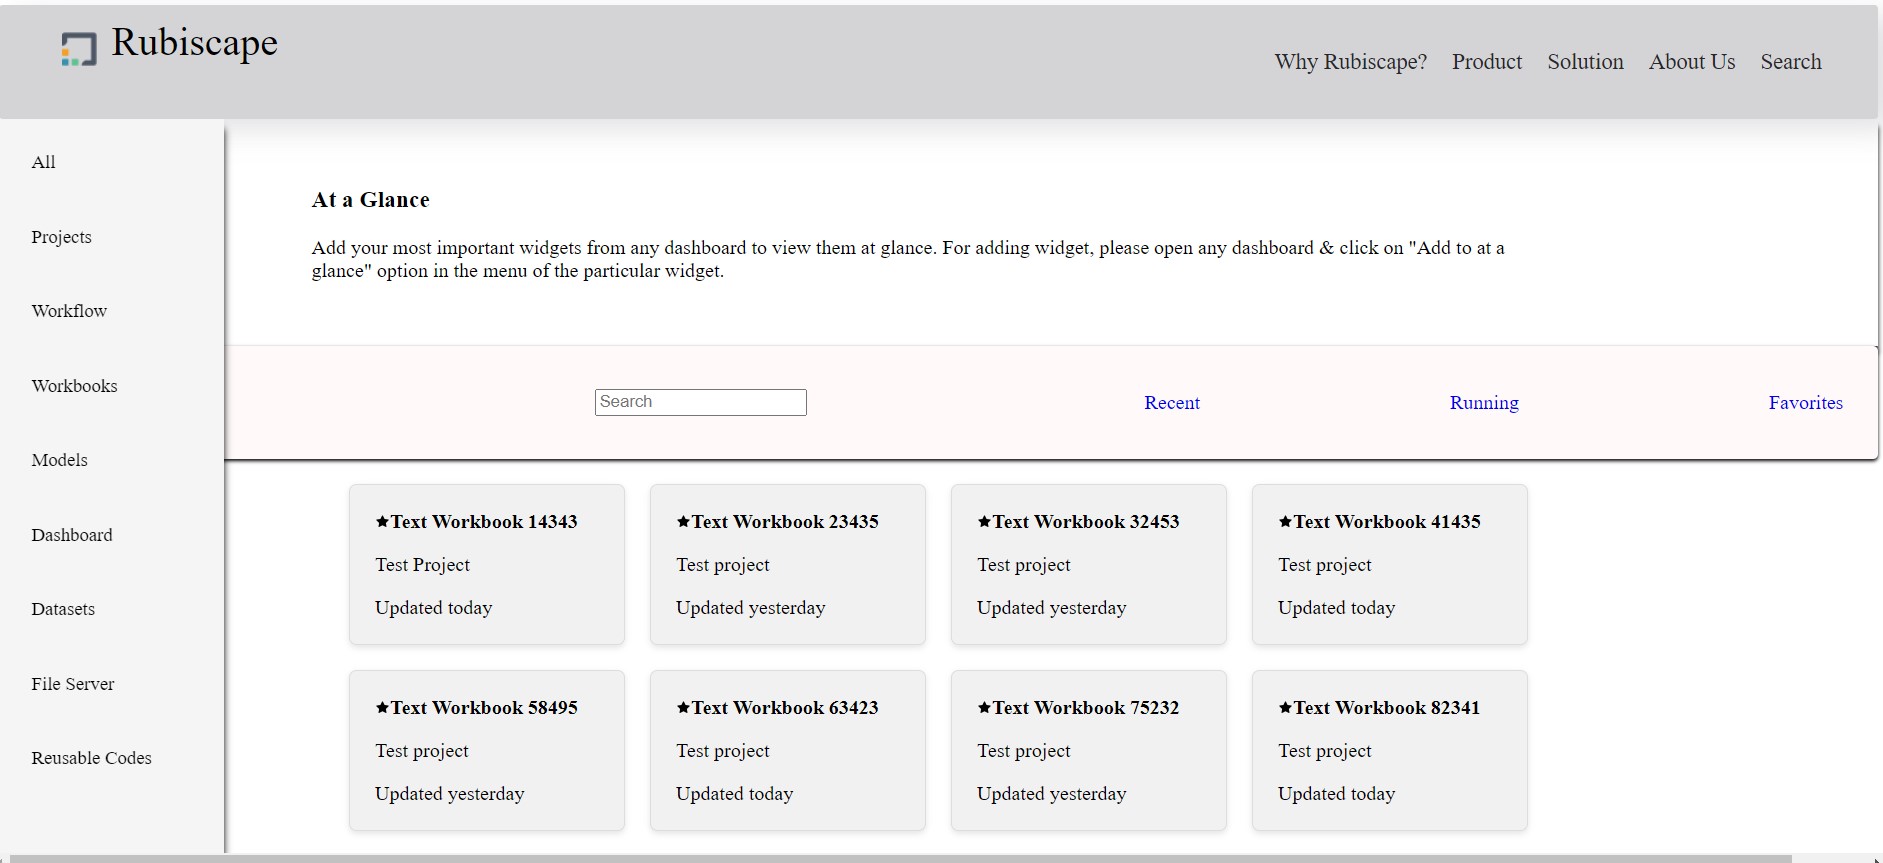 Rubiscape
Why Rubiscape? Product Solution About Us Search
All
Projects
Workflow
Workbooks
Models
Dashboard
Datasets
File Server
Reusable Codes
At a Glance
Add your most important widgets from any dashboard to view them at glance. For adding widget, please open any dashboard & click on "Add to at a
glance" option in the menu of the particular widget.
Search
Recent
Running
Favorites
Text Workbook 14343
Test Project
Updated today
Text Workbook 23435
Test project
Updated yesterday
Text Workbook 32453
Test project
Updated yesterday
Text Workbook 41435
Test project
Updated today
Text Workbook 58495
Test project
Updated yesterday
Text Workbook 63423
Test project
Updated today
Text Workbook 75232
Test project
Updated yesterday
Text Workbook 82341
Test project
Updated today